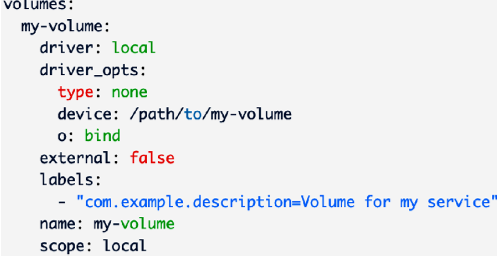 volumes:
my-volume:
driver: local
driver_opts:
type: none
device: /path/to/my-volume
o: bind
external: false
labels:
- "com.example.description=Volume for my service"
name: my-volume
scope: local